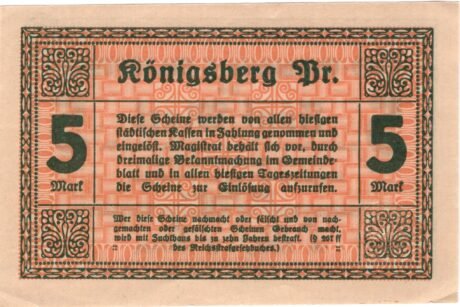 Königsberg Pr.
Diese Scheine werden von allen hiesigen
städtischen Kassen in Zahlung genommen und
eingelöst. Magistrat behält sich vor, durch
dreimalige Bekanntmachung im Gemeinde-
blatt und in allen hiesigen Tageszeitungen
die Scheine zur Einlösung aufzurufen.
5
Mark
5
Mark
Wer diese Scheine nachmacht oder fälscht und von nach-
gemachten oder gefälschten Scheinen Gebrauch macht,
wird mit Zuchthaus bis zu zehn Jahren bestraft. (§ 267 ff
:: des Reichsstrafgesetzbuches.) ::